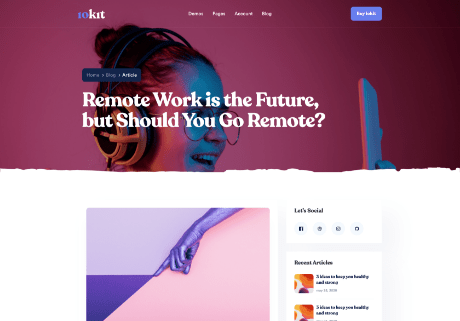 iokit
Demos Pages Account Blog
Buy Iokit
Home > Blog > Article
Remote Work is the Future,
but Should You Go Remote?
Let's Social
Recent Articles
3 ideas to keep you healthy
and strong
3 ideas to keep you healthy
and strong